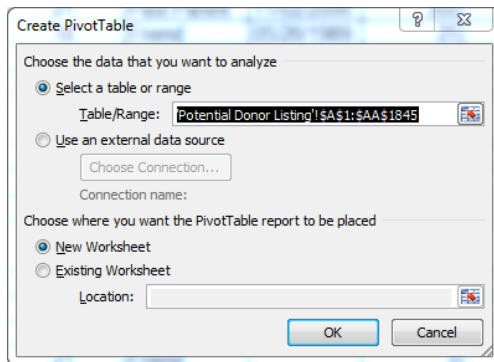 Create PivotTable
Choose the data that you want to analyze
Select a table or range
Table/Range: 'Potential Donor Listing'!$A$1:$AA$1845
Use an external data source
Choose Connection...
Connection name:
Choose where you want the PivotTable report to be placed
New Worksheet
Existing Worksheet
Location:
OK Cancel